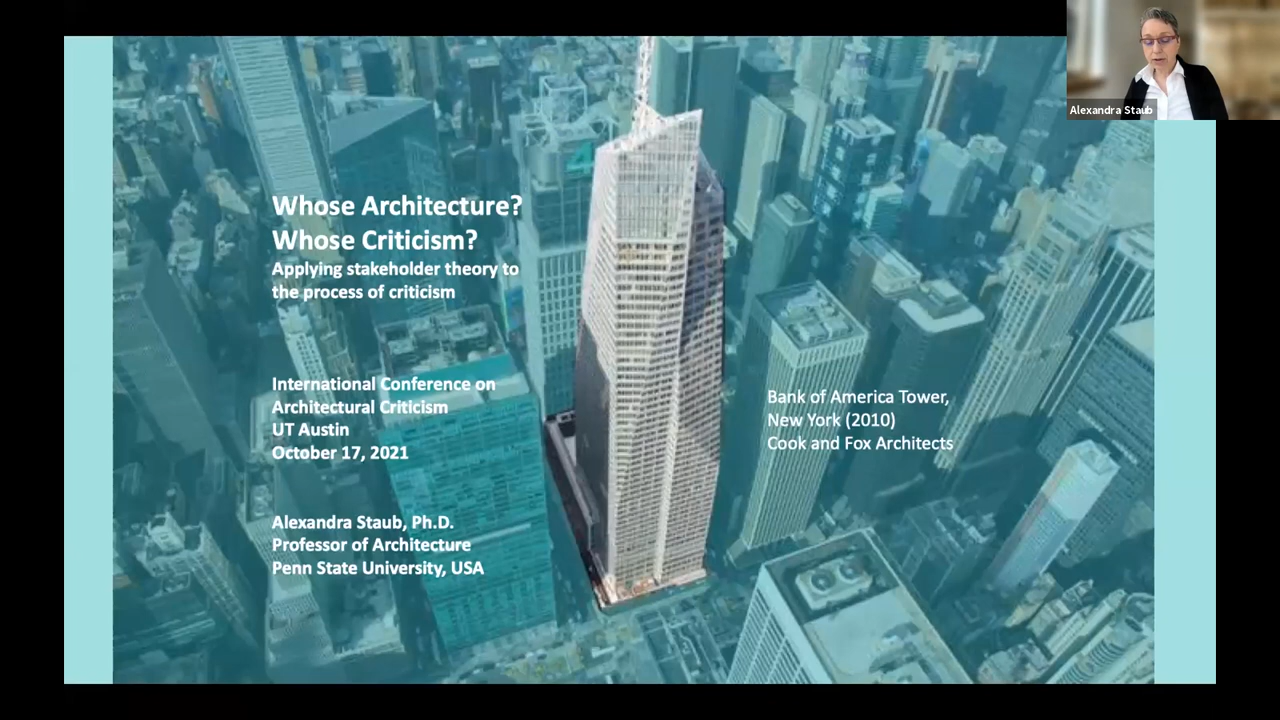 Alexandra Staub
Whose Architecture?
Whose Criticism?
Applying stakeholder theory to
the process of criticism
International Conference on
Architectural Criticism
UT Austin
October 17, 2021
Bank of America Tower,
New York (2010)
Cook and Fox Architects
Alexandra Staub, Ph.D.
Professor of Architecture
Penn State University, USA